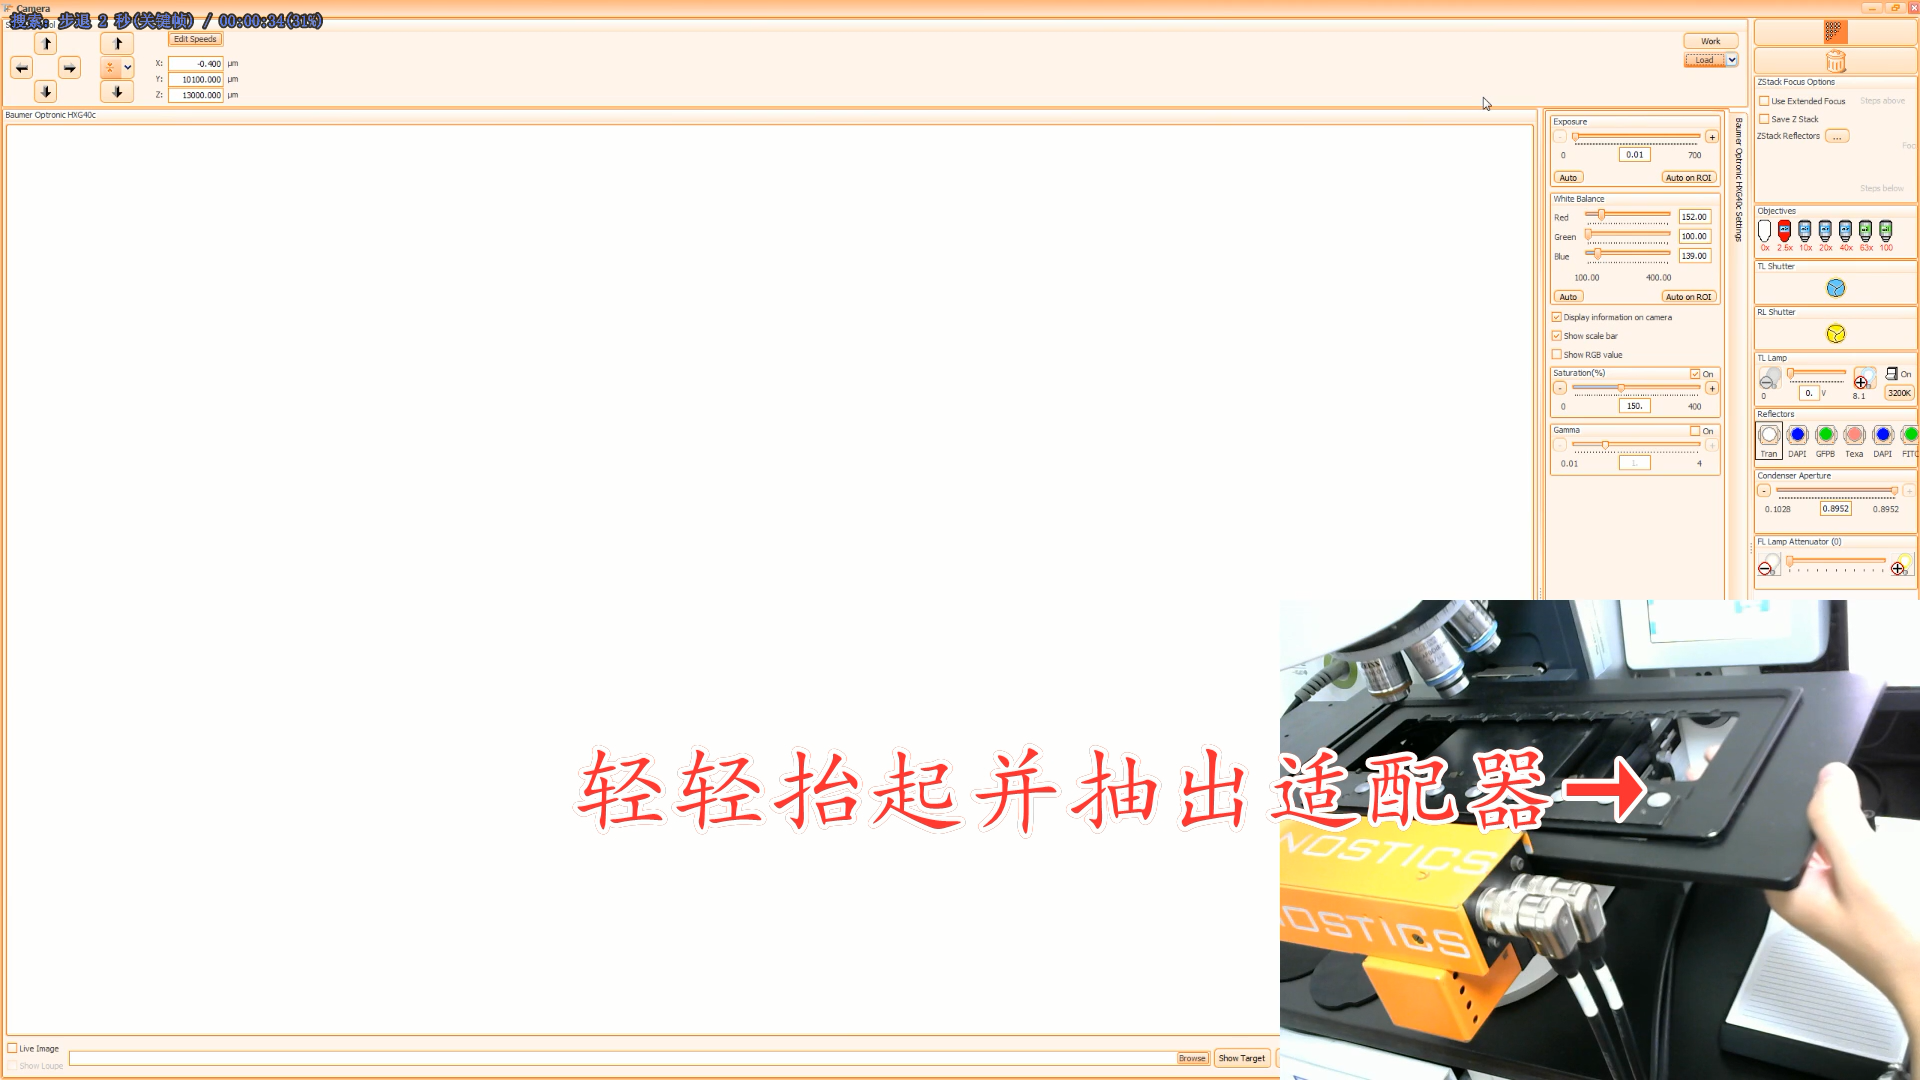 Camera
搜索: 步退 2 秒(关键帧) / 00:00:34(31%)
Edit Speeds
X: -0.400 μm
Y: 10100.000 μm
Z: 13000.000 μm
Work
Load
Baumer Optronic HXG40c
Exposure
0 0.01 700
Auto Auto on ROI
White Balance
Red 152.00
Green 100.00
Blue 139.00
100.00 400.00
Auto Auto on ROI
Display information on camera
Show scale bar
Show RGB value
Saturation(%) On
0 150. 400
Gamma On
0.01 1. 4
Baumer Optronic HXG40c Settings
ZStack Focus Options
Use Extended Focus Steps above
Save Z Stack
ZStack Reflectors ...
Foc
Steps below
Objectives
0x 2.5x 10x 20x 40x 63x 100
TL Shutter
RL Shutter
TL Lamp
On
0 0. V 8.1 3200K
Reflectors
Tran DAPI GFPB Texa DAPI FITC
Condenser Aperture
0.1028 0.8952 0.8952
FL Lamp Attenuator (0)
轻轻抬起并抽出适配器→
NOSTICS
NOSTICS
Live Image
Show Loupe
Browse
Show Target